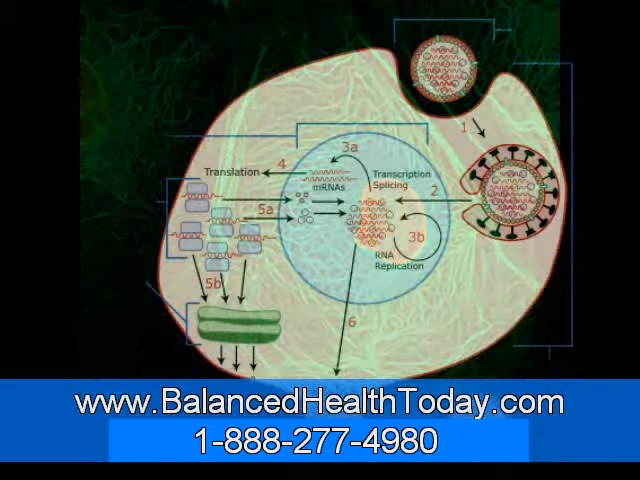 1
3a
Translation
4
mRNAs
Transcription
Splicing
2
5a
3b
RNA
Replication
5b
6
www.BalancedHealthToday.com
1-888-277-4980